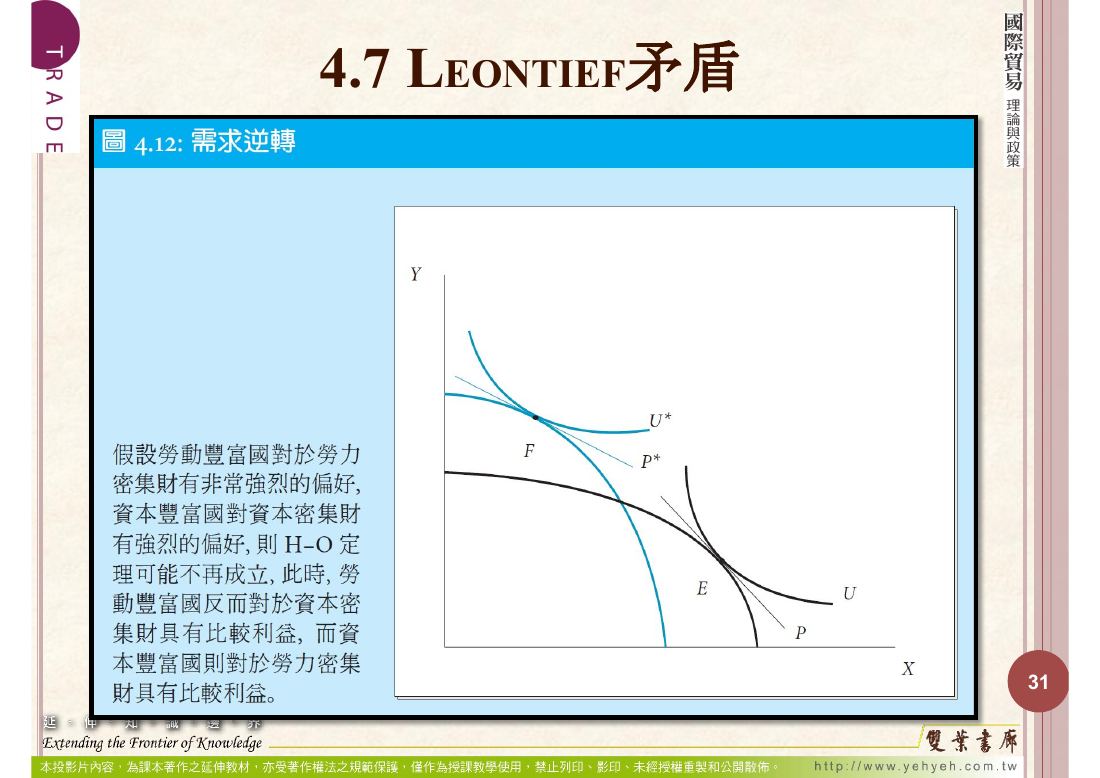 TRADE
4.7 LEONTIEF矛盾
國際貿易 理論與政策
圖 4.12: 需求逆轉
假設勞動豐富國對於勞力
密集財有非常強烈的偏好,
資本豐富國對資本密集財
有強烈的偏好, 則 H–O 定
理可能不再成立, 此時, 勞
動豐富國反而對於資本密
集財具有比較利益, 而資
本豐富國則對於勞力密集
財具有比較利益。
Y
U*
F
P*
E
U
P
X
31
延‧伸‧知‧識‧邊‧界
Extending the Frontier of Knowledge
雙葉書廊
本投影片內容，為課本著作之延伸教材，亦受著作權法之規範保護，僅作為授課教學使用，禁止列印、影印、未經授權重製和公開散佈。
http://www.yehyeh.com.tw